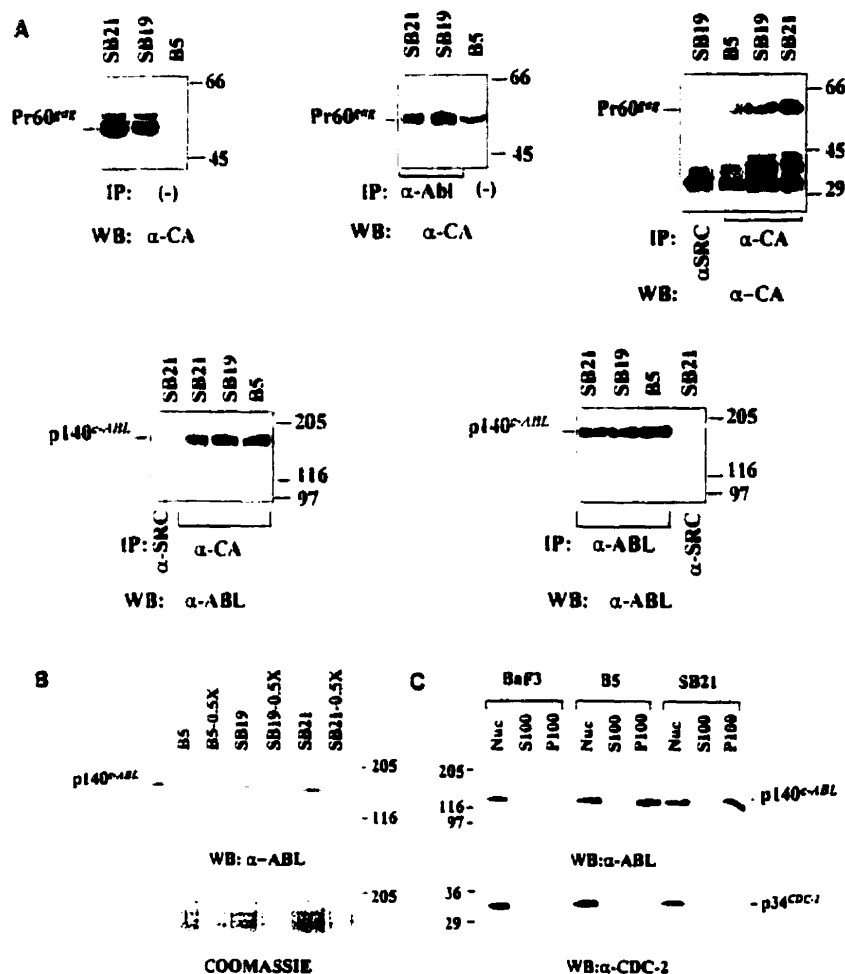 A
SB21 SB19 B5
66
Pr60gag
45
IP: (-)
WB: α-CA
SB21 SB19 B5
66
Pr60gag
45
IP: α-Abl (-)
WB: α-CA
SB19 B5 SB19 SB21
66
Pr60gag
45
29
IP: αSRC α-CA
WB: α-CA
SB21 SB21 SB19 B5
205
p140c-ABL
116
97
IP: α-SRC α-CA
WB: α-ABL
SB21 SB19 B5 SB21
205
p140c-ABL
116
97
IP: α-ABL α-SRC
WB: α-ABL
B
B5 B5-0.5X SB19 SB19-0.5X SB21 SB21-0.5X
205
p140c-ABL
116
WB: α-ABL
205
COOMASSIE
C
BaF3 B5 SB21
Nuc S100 P100 Nuc S100 P100 Nuc S100 P100
205
p140c-ABL
116
97
WB:α-ABL
36
p34CDC-2
29
WB:α-CDC-2